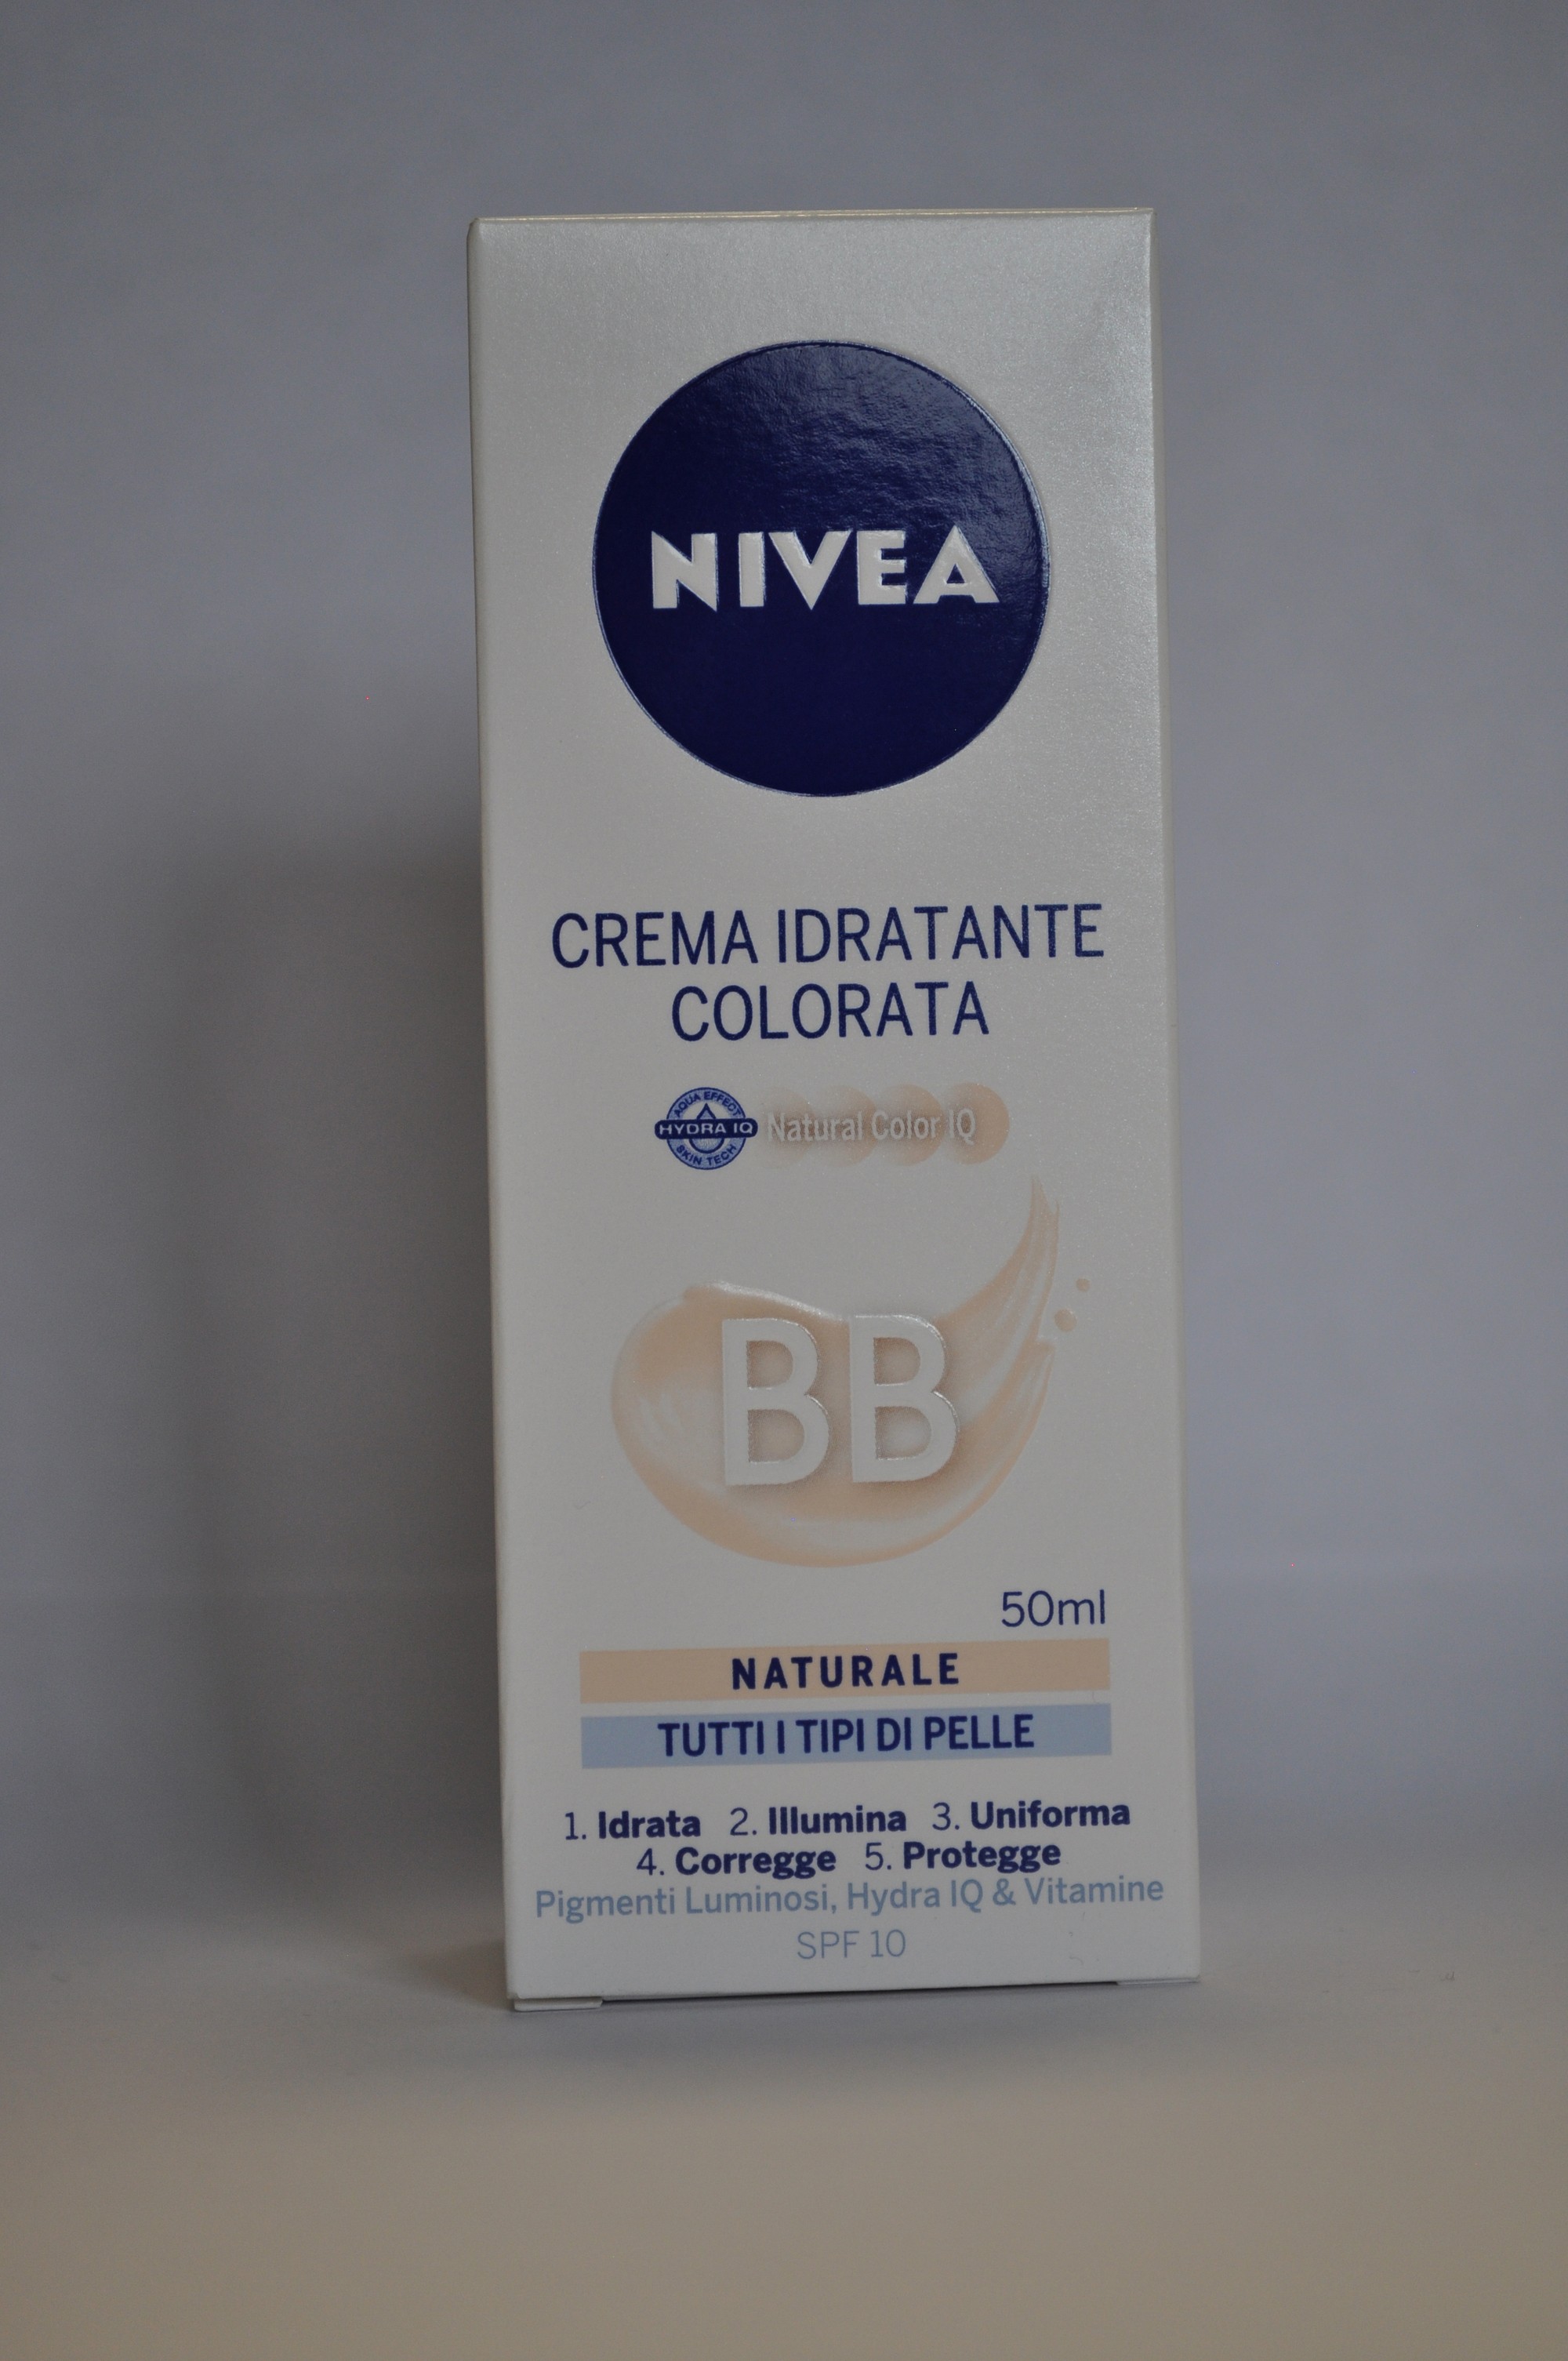 NIVEA
CREMA IDRATANTE
COLORATA
AQUA EFFECT
HYDRA IQ
SKIN TECH
Natural Color IQ
BB
50ml
NATURALE
TUTTI I TIPI DI PELLE
1. Idrata 2. Illumina 3. Uniforma
4. Corregge 5. Protegge
Pigmenti Luminosi, Hydra IQ & Vitamine
SPF 10